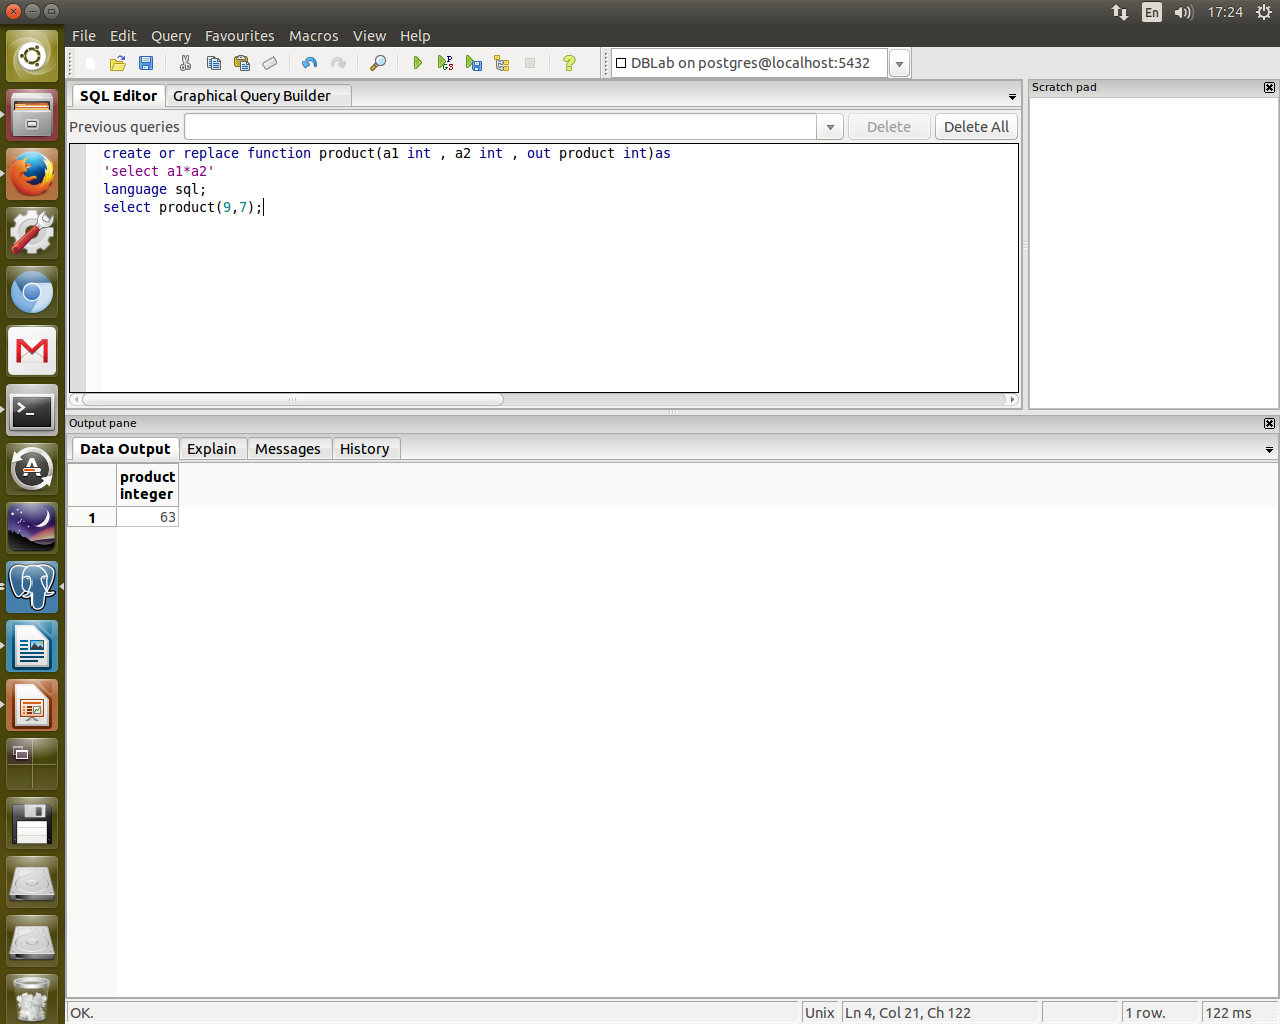 En 17:24
File Edit Query Favourites Macros View Help
DBLab on postgres@localhost:5432
SQL Editor Graphical Query Builder
Previous queries Delete Delete All
create or replace function product(a1 int , a2 int , out product int)as
'select a1*a2'
language sql;
select product(9,7);
Scratch pad
Output pane
Data Output Explain Messages History
product
integer
1 63
OK. Unix Ln 4, Col 21, Ch 122 1 row. 122 ms